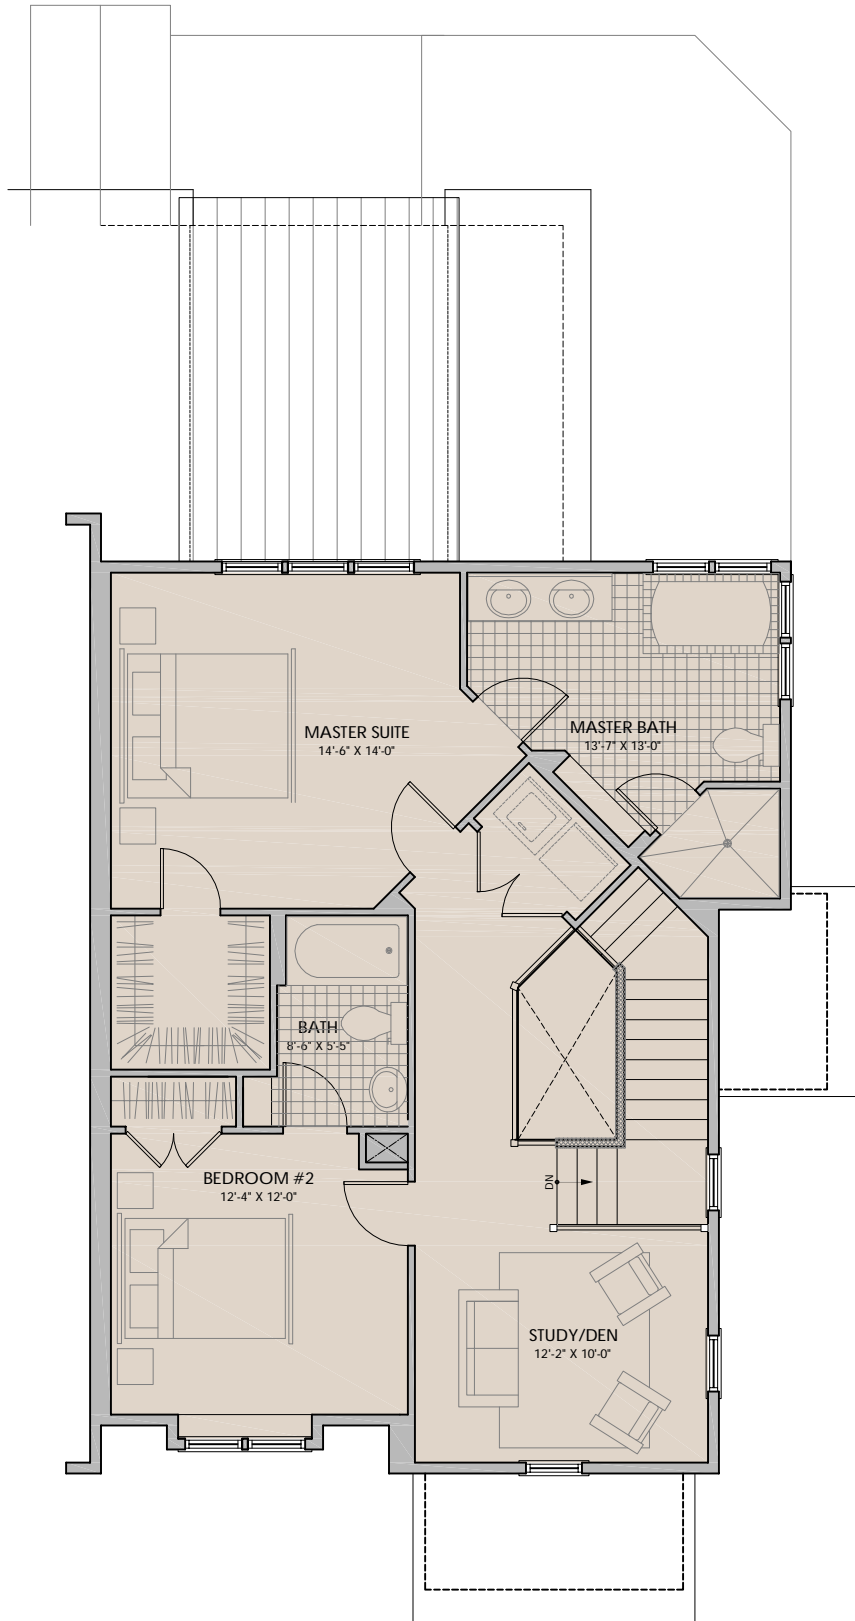 MASTER SUITE
14'-6" X 14'-0"
MASTER BATH
13'-7" X 13'-0"
BATH
8'-6" X 5'-5"
BEDROOM #2
12'-4" X 12'-0"
DN
STUDY/DEN
12'-2" X 10'-0"